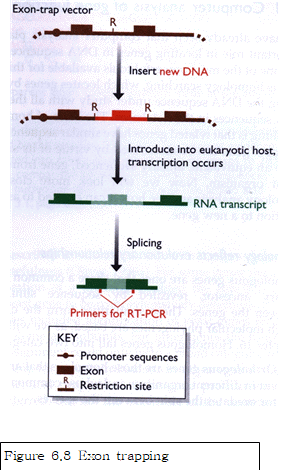 Exon-trap vector
R
Insert new DNA
R R
Introduce into eukaryotic host,
transcription occurs
RNA transcript
Splicing
Primers for RT-PCR
KEY
Promoter sequences
Exon
R
Restriction site
Figure 6.8 Exon trapping